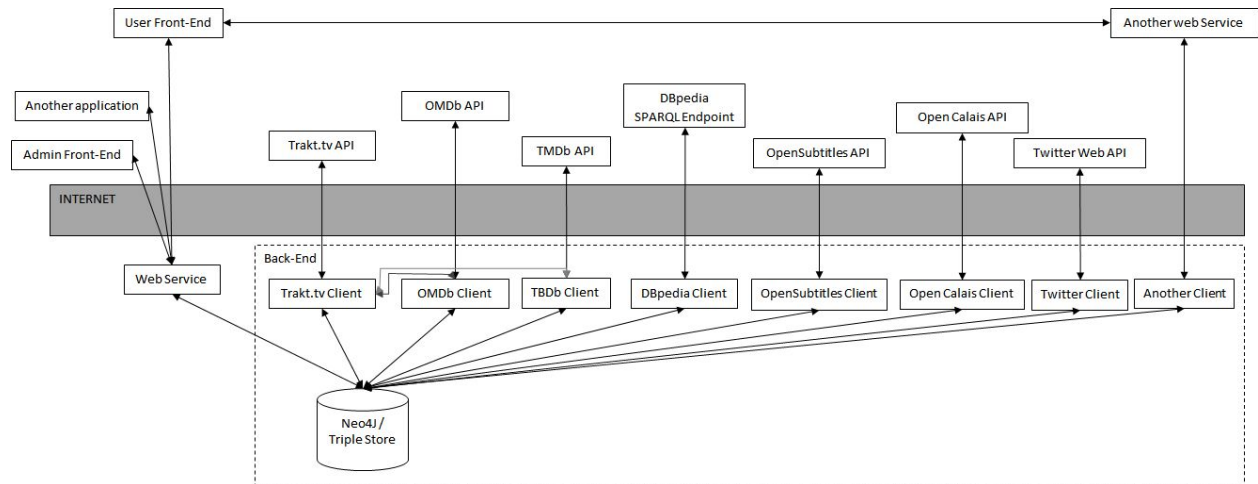 User Front-End
Another web Service
Another application
OMDb API
DBpedia
SPARQL Endpoint
Open Calais API
Admin Front-End
Trakt.tv API
TMDb API
OpenSubtitles API
Twitter Web API
INTERNET
Back-End
Web Service
Trakt.tv Client
OMDb Client
TBDb Client
DBpedia Client
OpenSubtitles Client
Open Calais Client
Twitter Client
Another Client
Neo4J /
Triple Store